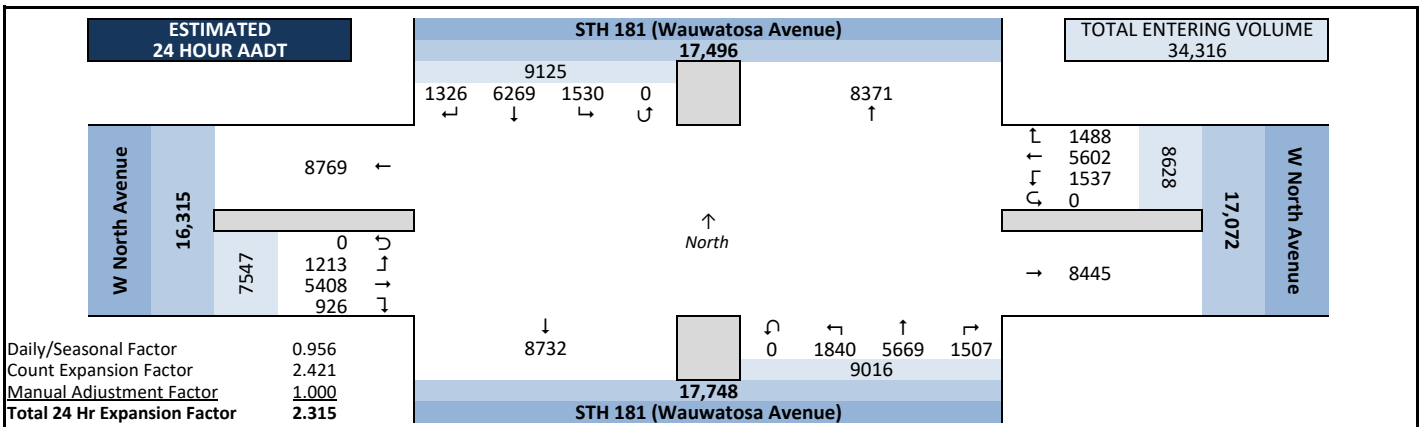 ESTIMATED
24 HOUR AADT
STH 181 (Wauwatosa Avenue)
17,496
TOTAL ENTERING VOLUME
34,316
9125
1326 6269 1530 0
↵ ↓ ↳ ↺
8371
↑
W North Avenue
16,315
8769 ←
↱ 1488
← 5602
↲ 1537
↺ 0
8628
17,072
W North Avenue
↑
North
7547
0 ↺
1213 ↰
5408 →
926 ↴
→ 8445
↓
8732
↺ ↰ ↑ ↱
0 1840 5669 1507
9016
17,748
STH 181 (Wauwatosa Avenue)
Daily/Seasonal Factor 0.956
Count Expansion Factor 2.421
Manual Adjustment Factor 1.000
Total 24 Hr Expansion Factor 2.315